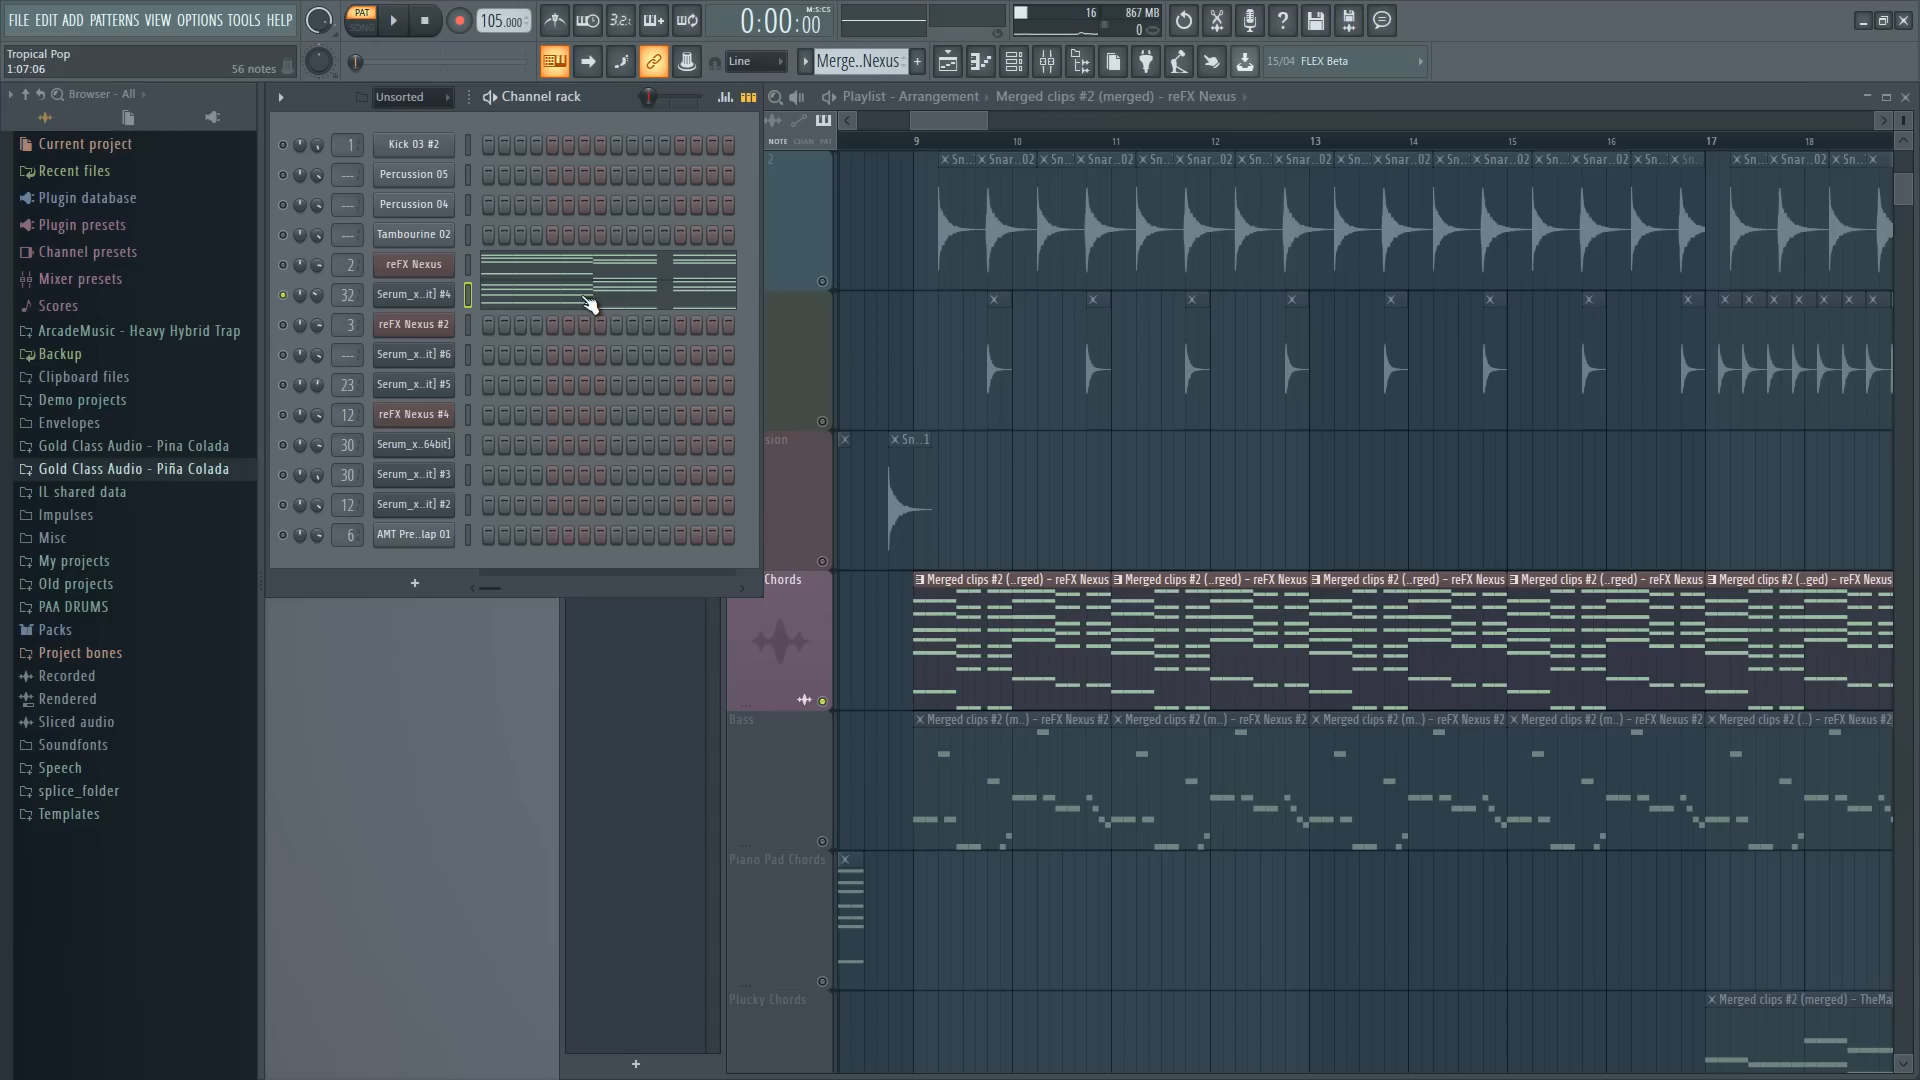 FILE EDIT ADD PATTERNS VIEW OPTIONS TOOLS HELP
PAT
SONG
105.000
3.2.
0:00:00
M:S:CS
16
867 MB
0
Tropical Pop
1:07:06
56 notes
Line
Merge..Nexus
15/04 FLEX Beta
Browser - All
Unsorted
Channel rack
Playlist - Arrangement › Merged clips #2 (merged) - reFX Nexus ›
NOTE CHAN PAT
9 10 11 12 13 14 15 16 17 18
Current project
Recent files
Plugin database
Plugin presets
Channel presets
Mixer presets
Scores
ArcadeMusic - Heavy Hybrid Trap
Backup
Clipboard files
Demo projects
Envelopes
Gold Class Audio - Pina Colada
Gold Class Audio - Piña Colada
IL shared data
Impulses
Misc
My projects
Old projects
PAA DRUMS
Packs
Project bones
Recorded
Rendered
Sliced audio
Soundfonts
Speech
splice_folder
Templates
1 Kick 03 #2
--- Percussion 05
--- Percussion 04
--- Tambourine 02
2 reFX Nexus
32 Serum_x..it] #4
3 reFX Nexus #2
--- Serum_x..it] #6
23 Serum_x..it] #5
12 reFX Nexus #4
30 Serum_x..64bit]
30 Serum_x..it] #3
12 Serum_x..it] #2
6 AMT Pre..lap 01
2
Sn.. Snar..02 Sn.. Snar..02 Sn.. Snar..02 Sn.. Snar..02 Sn.. Snar..02 Sn.. Snar..02 Sn.. Snar..02 Sn.. Sn.. Snar..02
sion
Sn..1
Chords
Merged clips #2 (..rged) - reFX Nexus Merged clips #2 (..rged) - reFX Nexus Merged clips #2 (..rged) - reFX Nexus Merged clips #2 (..rged) - reFX Nexus Merged clips #2 (..ged) - reFX Nexus
Bass
Merged clips #2 (m..) - reFX Nexus #2 Merged clips #2 (m..) - reFX Nexus #2 Merged clips #2 (m..) - reFX Nexus #2 Merged clips #2 (m..) - reFX Nexus #2 Merged clips #2 (..) - reFX Nexus #2
Piano Pad Chords
Plucky Chords
Merged clips #2 (merged) - TheMa